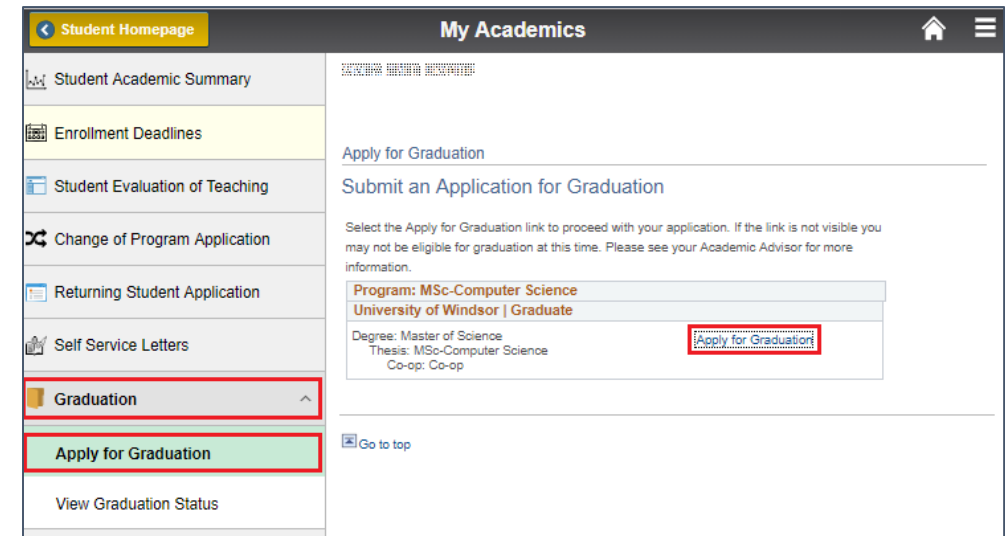 Student Homepage
My Academics
Student Academic Summary
Enrollment Deadlines
Student Evaluation of Teaching
Change of Program Application
Returning Student Application
Self Service Letters
Graduation
Apply for Graduation
View Graduation Status
Apply for Graduation
Submit an Application for Graduation
Select the Apply for Graduation link to proceed with your application. If the link is not visible you
may not be eligible for graduation at this time. Please see your Academic Advisor for more
information.
Program: MSc-Computer Science
University of Windsor | Graduate
Degree: Master of Science
Thesis: MSc-Computer Science
Co-op: Co-op
Apply for Graduation
Go to top